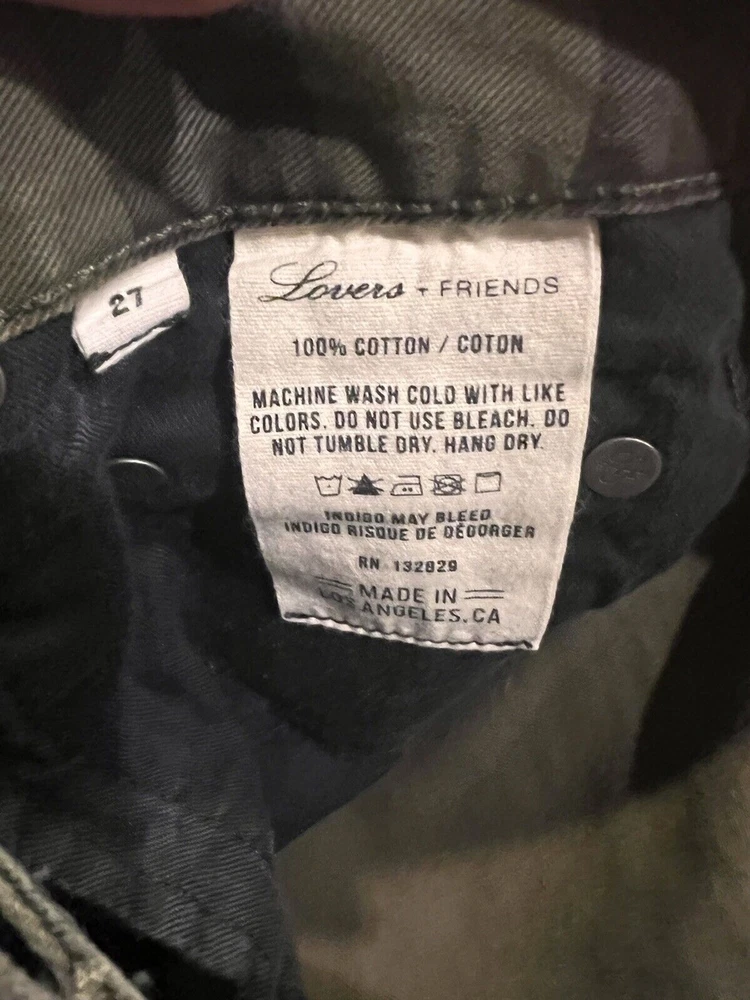 27
Lovers + FRIENDS
100% COTTON / COTON
MACHINE WASH COLD WITH LIKE
COLORS. DO NOT USE BLEACH. DO
NOT TUMBLE DRY. HANG DRY.
INDIGO MAY BLEED
INDIGO RISQUE DE DÉGORGER
RN 132829
MADE IN
LOS ANGELES, CA